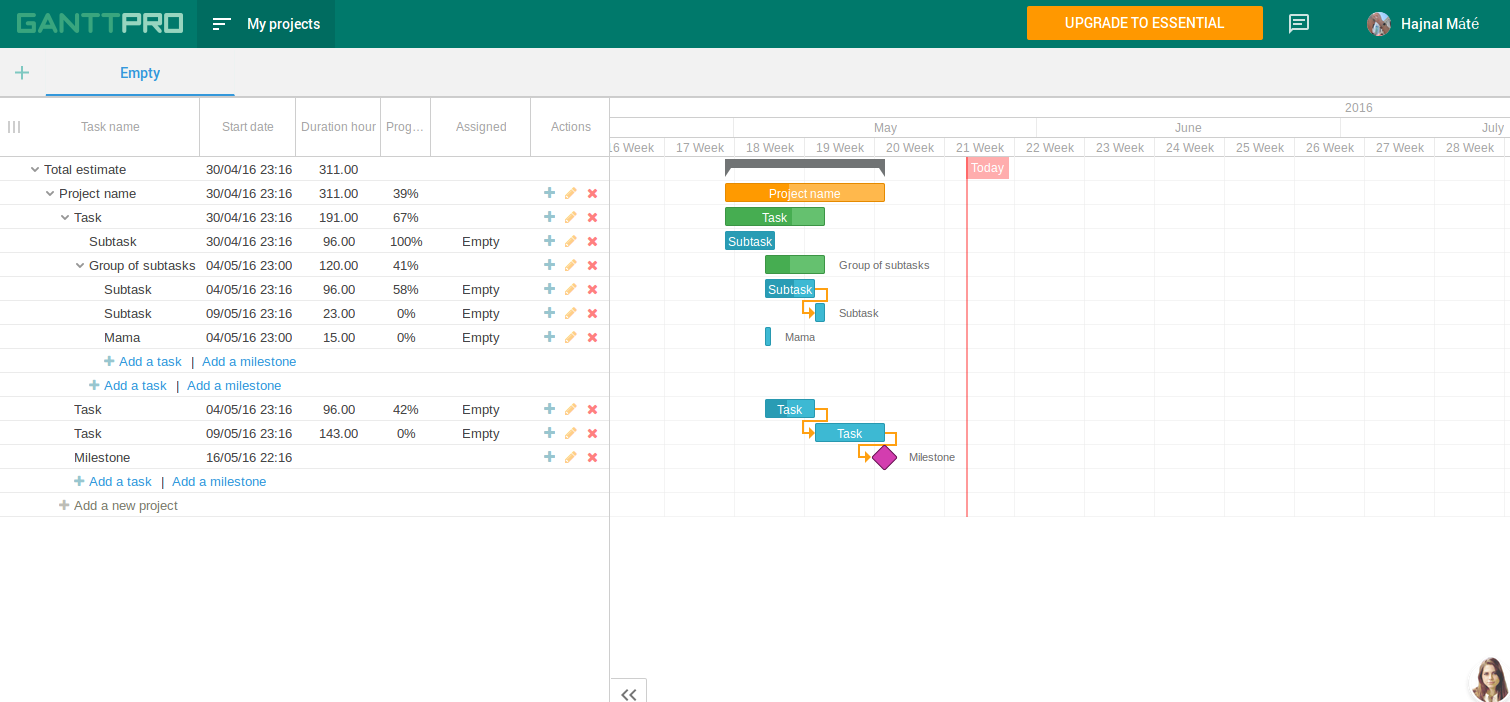 GANTTPRO My projects UPGRADE TO ESSENTIAL Hajnal Máté
Empty
Task name Start date Duration hour Prog… Assigned Actions
2016
May June July
16 Week 17 Week 18 Week 19 Week 20 Week 21 Week 22 Week 23 Week 24 Week 25 Week 26 Week 27 Week 28 Week
Total estimate 30/04/16 23:16 311.00 Today
Project name 30/04/16 23:16 311.00 39% Project name
Task 30/04/16 23:16 191.00 67% Task
Subtask 30/04/16 23:16 96.00 100% Empty Subtask
Group of subtasks 04/05/16 23:00 120.00 41% Group of subtasks
Subtask 04/05/16 23:16 96.00 58% Empty Subtask
Subtask 09/05/16 23:16 23.00 0% Empty Subtask
Mama 04/05/16 23:00 15.00 0% Empty Mama
Add a task | Add a milestone
Add a task | Add a milestone
Task 04/05/16 23:16 96.00 42% Empty Task
Task 09/05/16 23:16 143.00 0% Empty Task
Milestone 16/05/16 22:16 Milestone
Add a task | Add a milestone
Add a new project